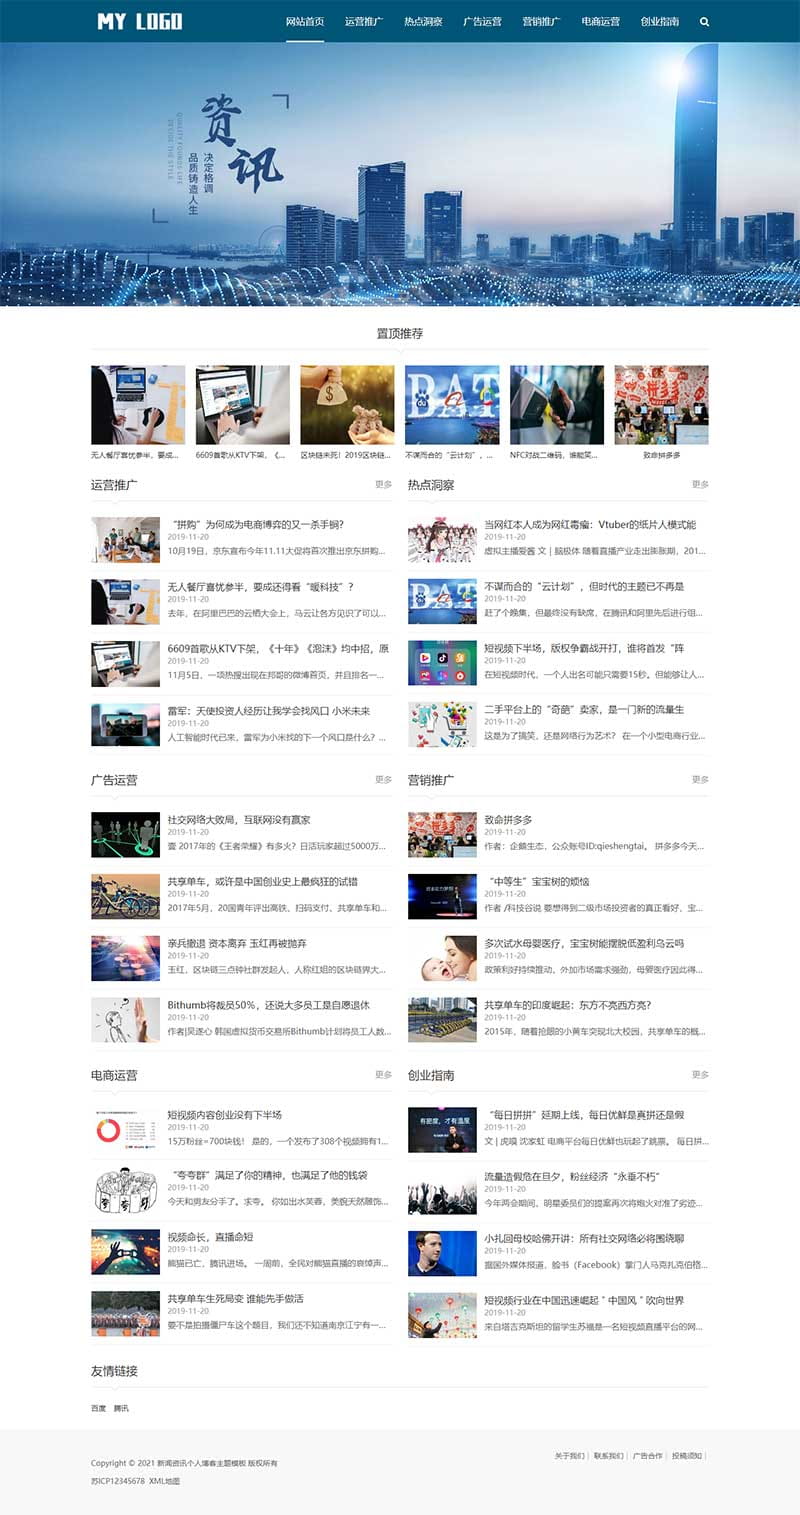 MY LOGO
网站首页 运营推广 热点洞察 广告运营 营销推广 电商运营 创业指南
资讯
决定格调
品质铸造人生
QUALITY FOUNDS LIFE
DECIDE THE STYLE
置顶推荐
BAT
无人餐厅喜忧参半，要成... 6609首歌从KTV下架，《... 区块链未死！2019区块链... 不谋而合的“云计划”，... NFC对战二维码，谁能笑... 致命拼多多
运营推广 更多
“拼购”为何成为电商博弈的又一杀手锏？
2019-11-20
10月19日，京东宣布今年11.11大促将首次推出京东拼购...
无人餐厅喜忧参半，要成还得看“暖科技”？
2019-11-20
去年，在阿里巴巴的云栖大会上，马云让各方见识了可以...
6609首歌从KTV下架，《十年》《泡沫》均中招，原
2019-11-20
11月5日，一项热搜出现在邦哥的微博首页，并且排名一...
雷军：天使投资人经历让我学会找风口 小米未来
2019-11-20
人工智能时代已来，雷军为小米找的下一个风口是什么？...
热点洞察 更多
当网红本人成为网红毒瘤：Vtuber的纸片人模式能
2019-11-20
虚拟主播爱酱 文 | 脑极体 随着直播产业走出膨胀期，201...
不谋而合的“云计划”，但时代的主题已不再是
2019-11-20
赶了个晚集，但最终没有缺席，在腾讯和阿里先后进行组...
短视频下半场，版权争霸战开打，谁将首发“阵
2019-11-20
在短视频时代，一个人出名可能只需要15秒，但能够让人...
二手平台上的“奇葩”卖家，是一门新的流量生
2019-11-20
这是为了搞笑，还是网络行为艺术？ 在一个小型电商行业...
广告运营 更多
社交网络大败局，互联网没有赢家
2019-11-20
壹 2017年的《王者荣耀》有多火？日活玩家超过5000万...
共享单车，或许是中国创业史上最疯狂的试错
2019-11-20
2017年5月，20国青年评出高铁、扫码支付、共享单车和...
亲兵撤退 资本离弃 玉红再被抛弃
2019-11-20
玉红，区块链三点钟社群发起人，人称红姐的区块链界大...
Bithumb将裁员50%，还说大多员工是自愿退休
2019-11-20
作者|吴逐心 韩国虚拟货币交易所Bithumb计划将员工人数...
营销推广 更多
致命拼多多
2019-11-20
作者：企鹅生态，公众账号ID:qieshengtai。 拼多多今天...
“中等生”宝宝树的烦恼
2019-11-20
作者 /科技谷说 要想得到二级市场投资者的真正看好，宝...
多次试水母婴医疗，宝宝树能摆脱低盈利乌云吗
2019-11-20
政策利好持续推动，外加市场需求强劲，母婴医疗因此得...
共享单车的印度崛起：东方不亮西方亮？
2019-11-20
2015年，随着抢眼的小黄车突现北大校园，共享单车的概...
电商运营 更多
短视频内容创业没有下半场
2019-11-20
15万粉丝=700块钱！ 是的，一个发布了308个视频拥有1...
“夸夸群”满足了你的精神，也满足了他的钱袋
2019-11-20
今天和男友分手了。求夸。 你如出水芙蓉，美貌天然雕饰...
视频命长，直播命短
2019-11-20
熊猫已亡，腾讯进场。 一周前，全民对熊猫直播的哀悼声...
共享单车生死局变 谁能先手做活
2019-11-20
要不是拍摄僵尸车这个题目，我们还不知道南京江宁有一...
创业指南 更多
有密度，才有温度
“每日拼拼”延期上线，每日优鲜是真拼还是假
2019-11-20
文 | 虎嗅 沈家虹 电商平台每日优鲜也玩起了跳票。 每日拼...
流量造假危在旦夕，粉丝经济“永垂不朽”
2019-11-20
今年两会期间，明星委员们的提案再次将炮火对准了劣迹...
小扎回母校哈佛开讲：所有社交网络必将围绕聊
2019-11-20
据国外媒体报道，脸书（Facebook）掌门人马克扎克伯格...
短视频行业在中国迅速崛起＂中国风＂吹向世界
2019-11-20
来自塔吉克斯坦的留学生苏福是一名短视频直播平台的网...
友情链接
百度 腾讯
关于我们 | 联系我们 | 广告合作 | 投稿须知 |
Copyright © 2021 新闻资讯个人博客主题模板 版权所有
苏ICP12345678 XML地图